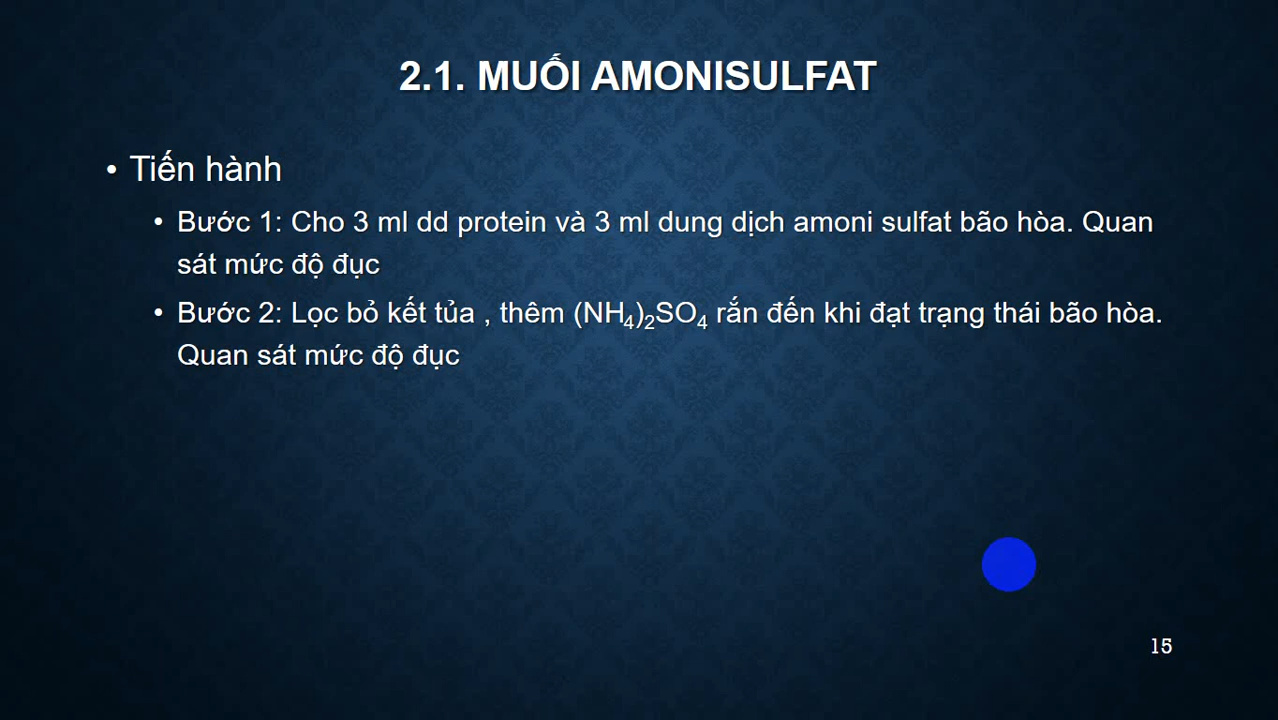 2.1. MUỐI AMONISULFAT
• Tiến hành
• Bước 1: Cho 3 ml dd protein và 3 ml dung dịch amoni sulfat bão hòa. Quan
sát mức độ đục
• Bước 2: Lọc bỏ kết tủa , thêm (NH₄)₂SO₄ rắn đến khi đạt trạng thái bão hòa.
Quan sát mức độ đục
15